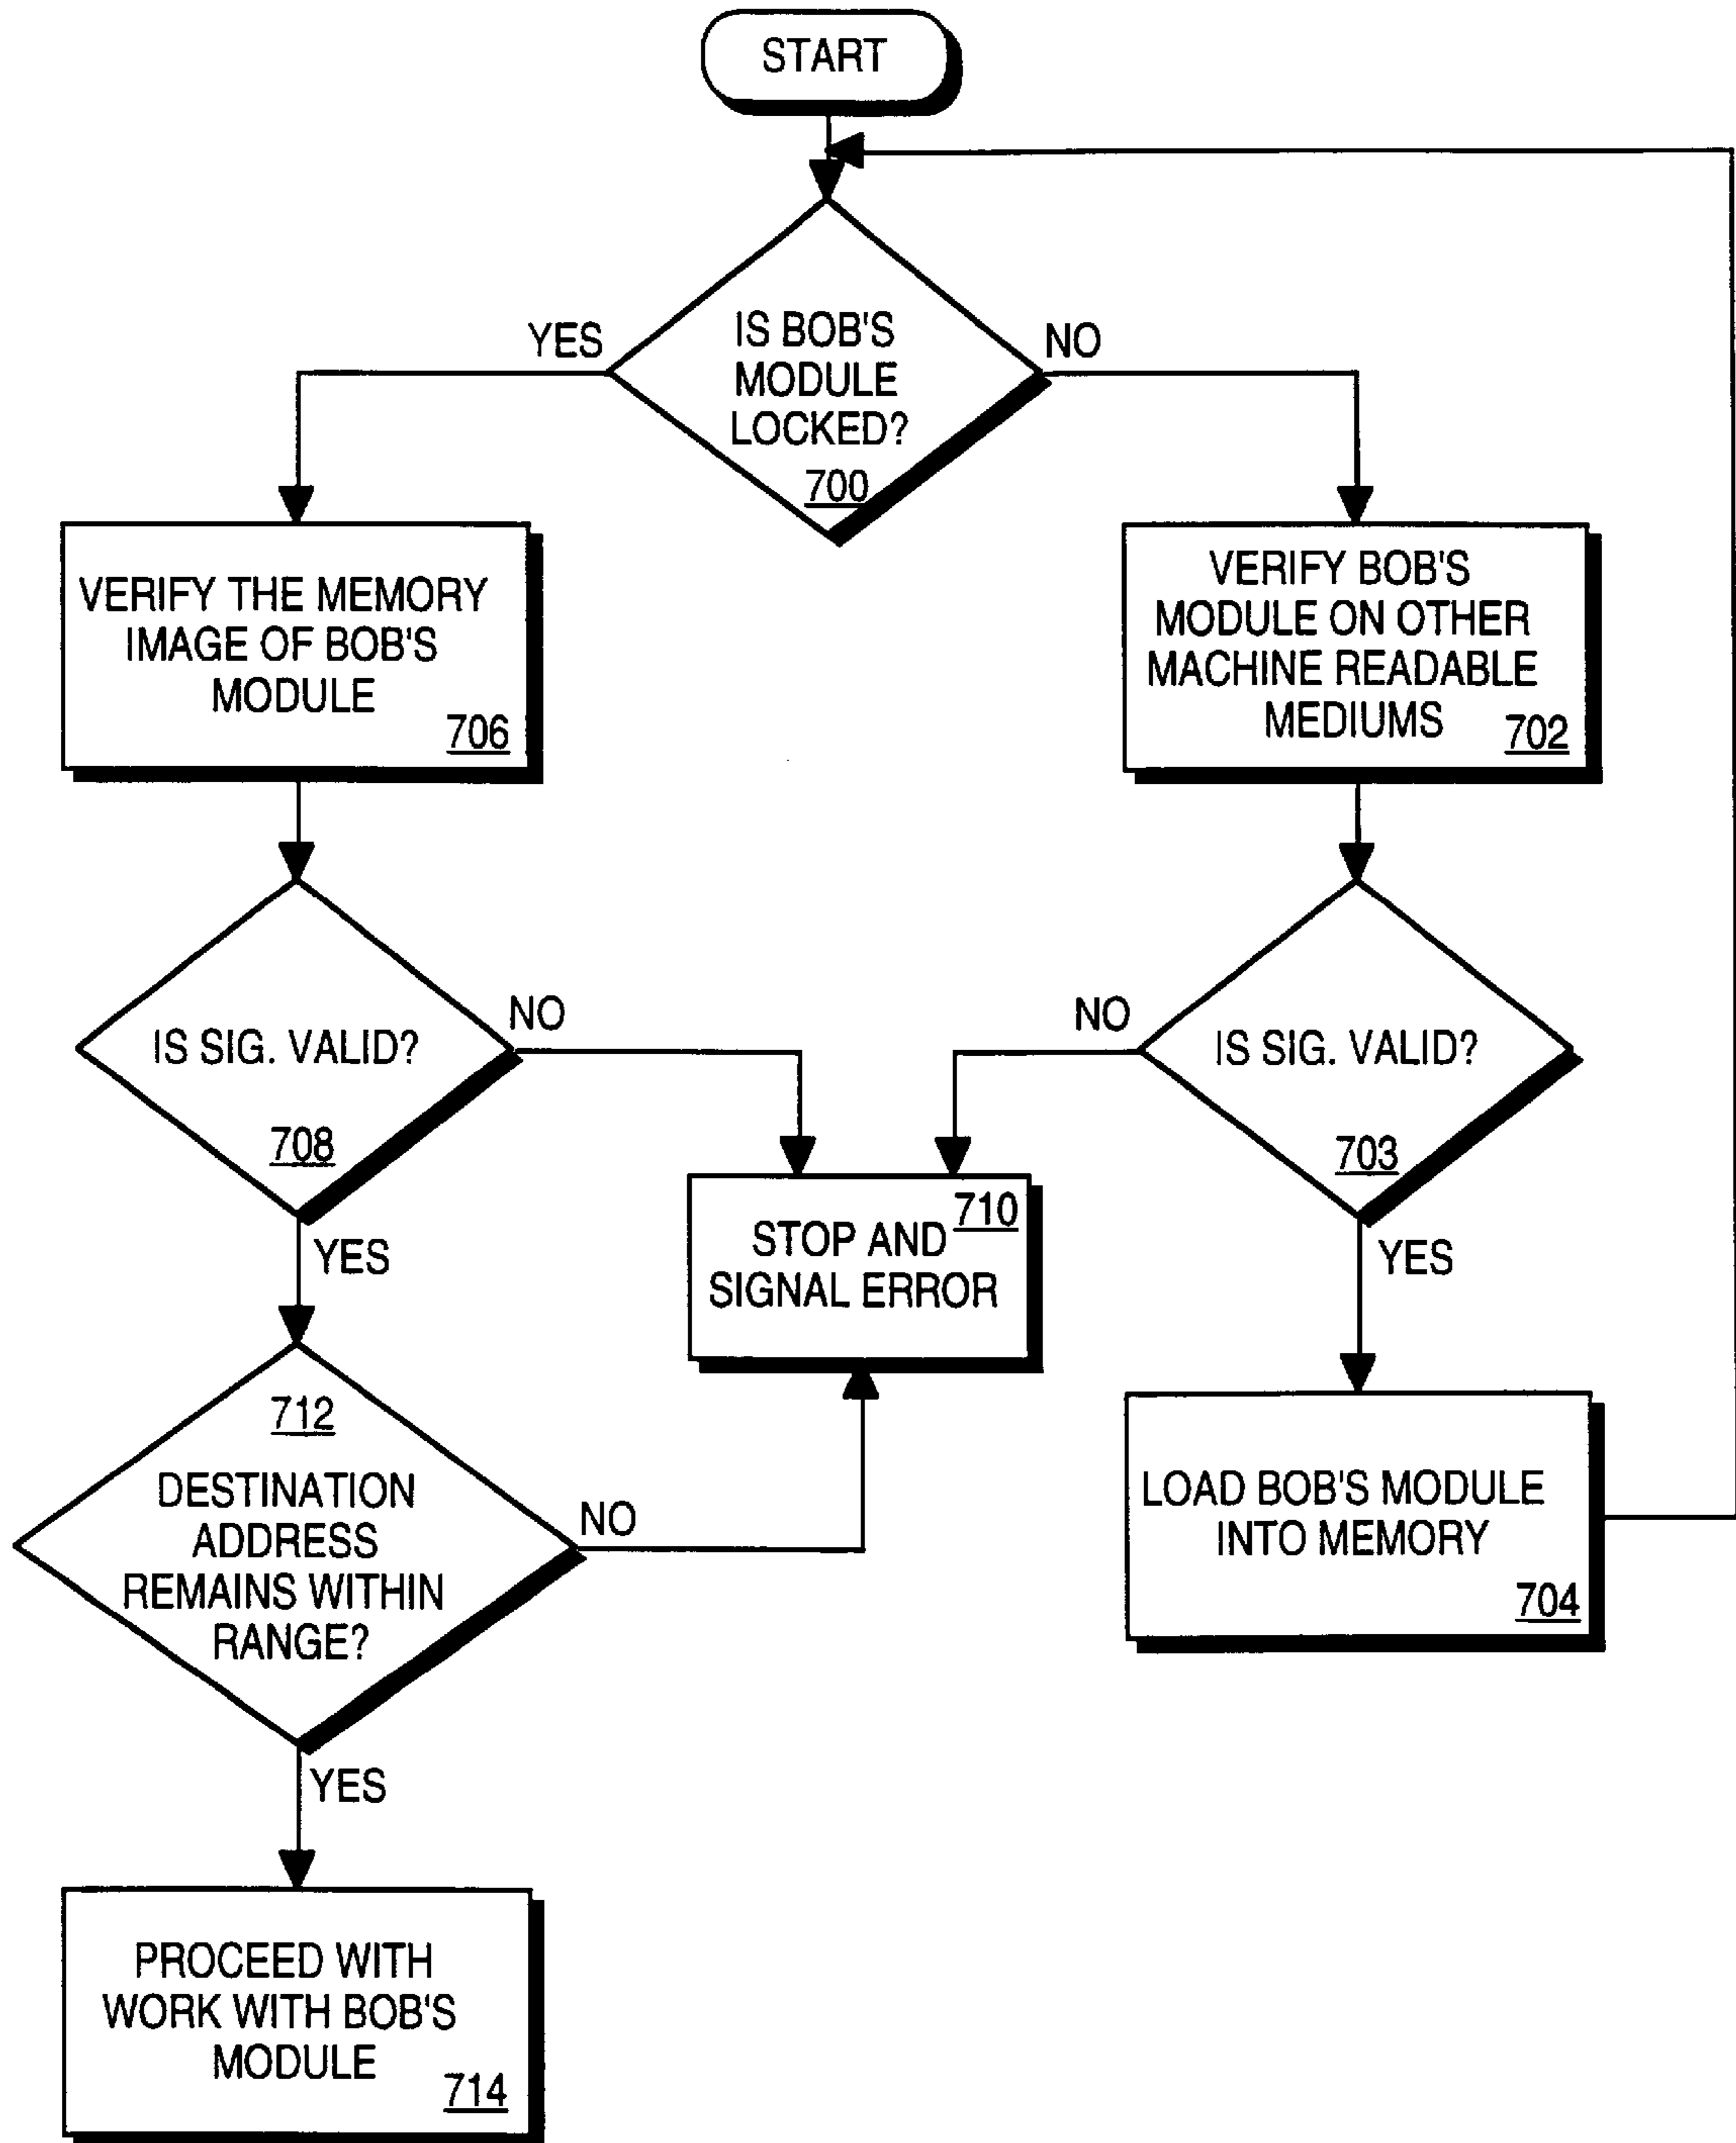 START
YES
IS BOB'S
MODULE
LOCKED?
700
NO
VERIFY THE MEMORY
IMAGE OF BOB'S
MODULE
706
VERIFY BOB'S
MODULE ON OTHER
MACHINE READABLE
MEDIUMS
702
IS SIG. VALID?
708
NO
YES
NO
IS SIG. VALID?
703
YES
710
STOP AND
SIGNAL ERROR
712
DESTINATION
ADDRESS
REMAINS WITHIN
RANGE?
NO
YES
LOAD BOB'S MODULE
INTO MEMORY
704
PROCEED WITH
WORK WITH BOB'S
MODULE
714